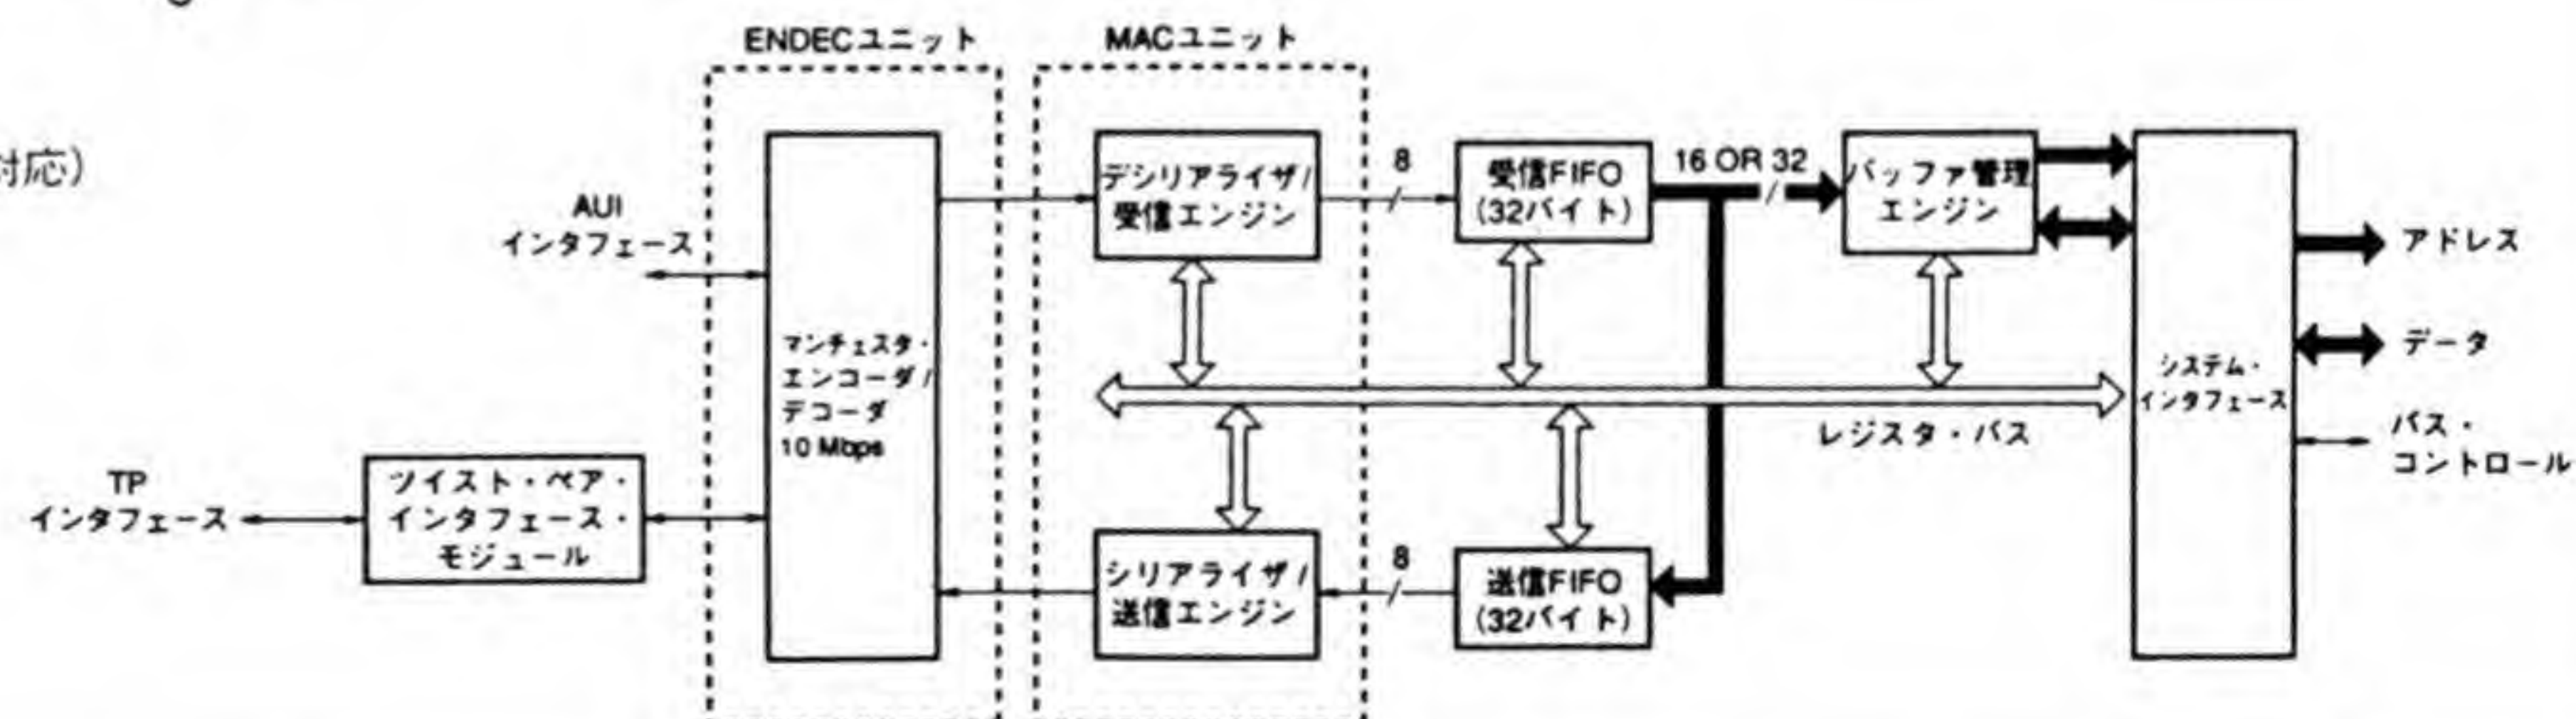 ENDECユニット
MACユニット
対応)
AUI
インタフェース
TP
インタフェース
ツイスト・ペア・
インタフェース・
モジュール
マンチェスタ・
エンコーダ/
デコーダ
10 Mbps
デシリアライザ/
受信エンジン
8
受信FIFO
(32バイト)
16 OR 32
バッファ管理
エンジン
レジスタ・バス
シリアライザ/
送信エンジン
8
送信FIFO
(32バイト)
システム・
インタフェース
アドレス
データ
バス・
コントロール